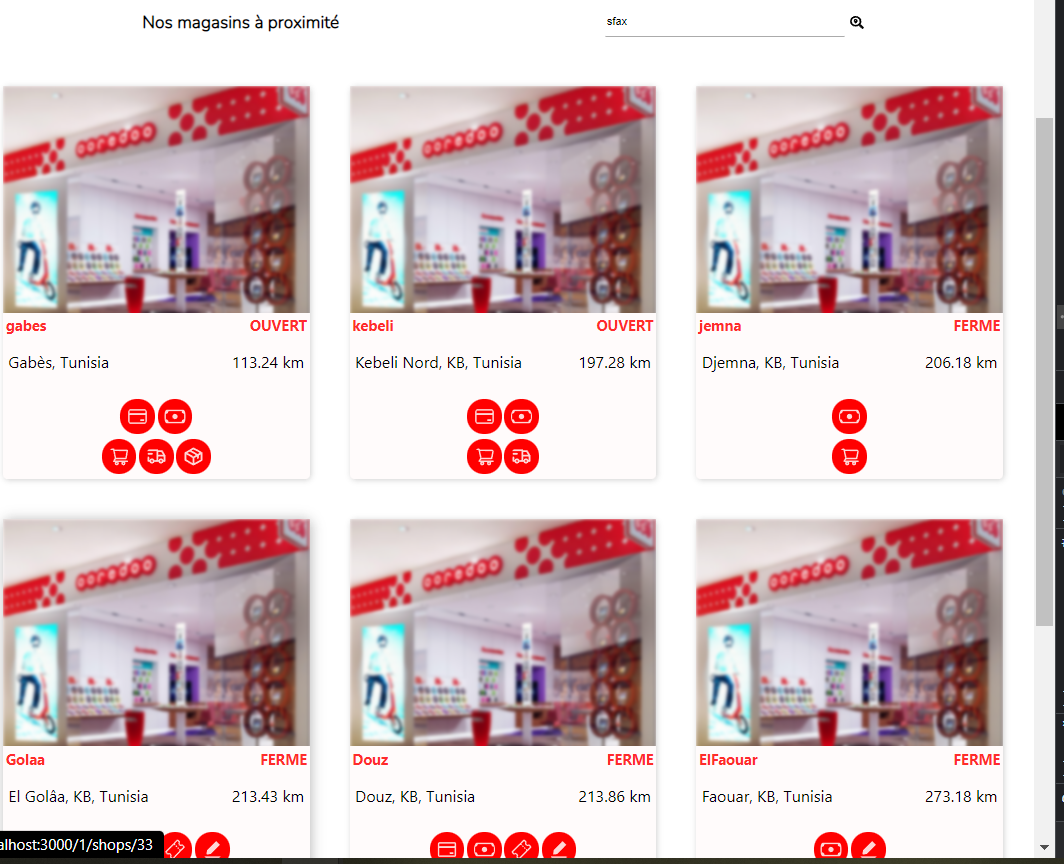 Nos magasins à proximité
sfax
ooredoo
ooredoo
ooredoo
gabes OUVERT
kebeli OUVERT
jemna FERME
Gabès, Tunisia 113.24 km
Kebeli Nord, KB, Tunisia 197.28 km
Djemna, KB, Tunisia 206.18 km
ooredoo
ooredoo
ooredoo
Golaa FERME
Douz FERME
ElFaouar FERME
El Golâa, KB, Tunisia 213.43 km
Douz, KB, Tunisia 213.86 km
Faouar, KB, Tunisia 273.18 km
alhost:3000/1/shops/33